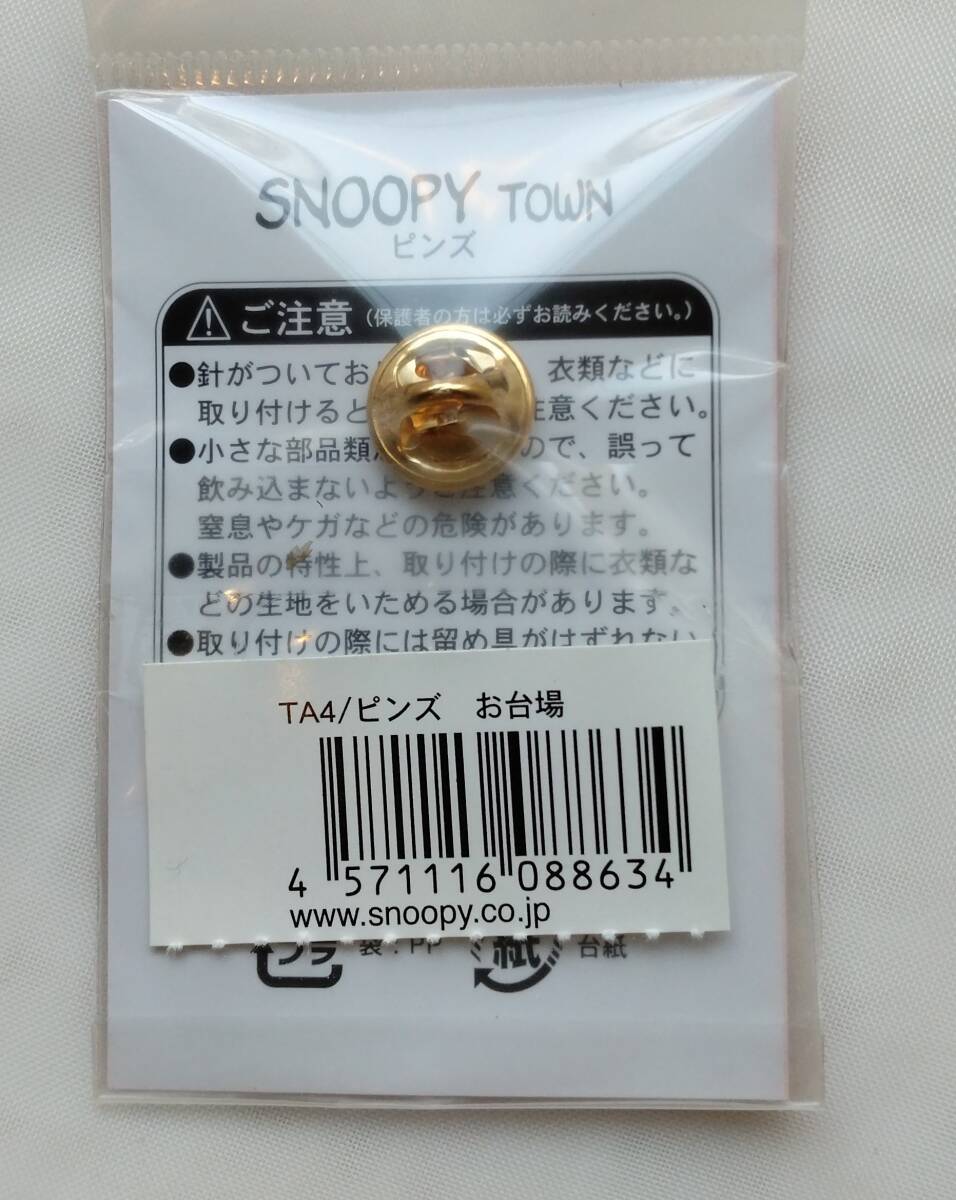 SNOOPY TOWN
ピンズ
ご注意 (保護者の方は必ずお読みください。)
●針がついてお 衣類などに
取り付けると 注意ください。
●小さな部品類 ので、誤って
飲み込まないようご注意ください。
窒息やケガなどの危険があります。
●製品の特性上、取り付けの際に衣類な
どの生地をいためる場合があります。
●取り付けの際には留め具がはずれない
TA4/ピンズ お台場
4 571116 088634
www.snoopy.co.jp
プラ 袋:PP 紙 台紙